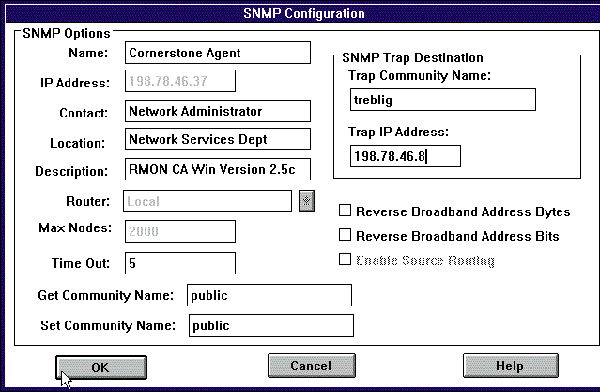 SNMP Configuration
SNMP Options
Name: Cornerstone Agent
IP Address: 198.78.46.37
Contact: Network Administrator
Location: Network Services Dept
Description: RMON CA Win Version 2.5c
Router: Local
Max Nodes: 2000
Time Out: 5
Get Community Name: public
Set Community Name: public
SNMP Trap Destination
Trap Community Name:
treblig
Trap IP Address:
198.78.46.8
Reverse Droadband Address Dytes
Reverse Broadband Address Bits
Enable Source Routing
OK Cancel Help